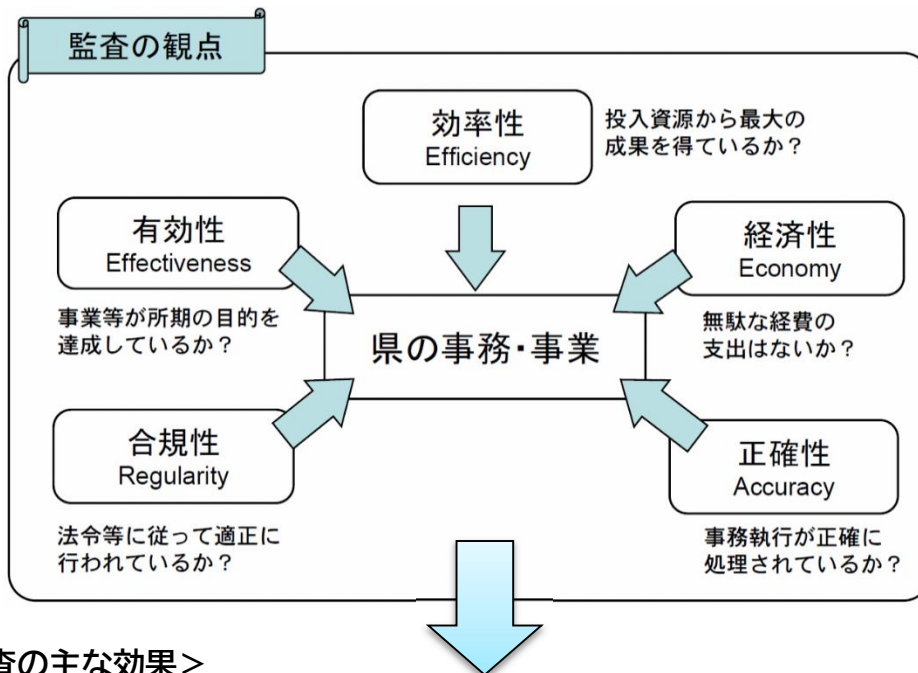 監査の観点
効率性
Efficiency
投入資源から最大の
成果を得ているか？
有効性
Effectiveness
事業等が所期の目的を
達成しているか？
経済性
Economy
無駄な経費の
支出はないか？
県の事務・事業
合規性
Regularity
法令等に従って適正に
行われているか？
正確性
Accuracy
事務執行が正確に
処理されているか？
査の主な効果＞